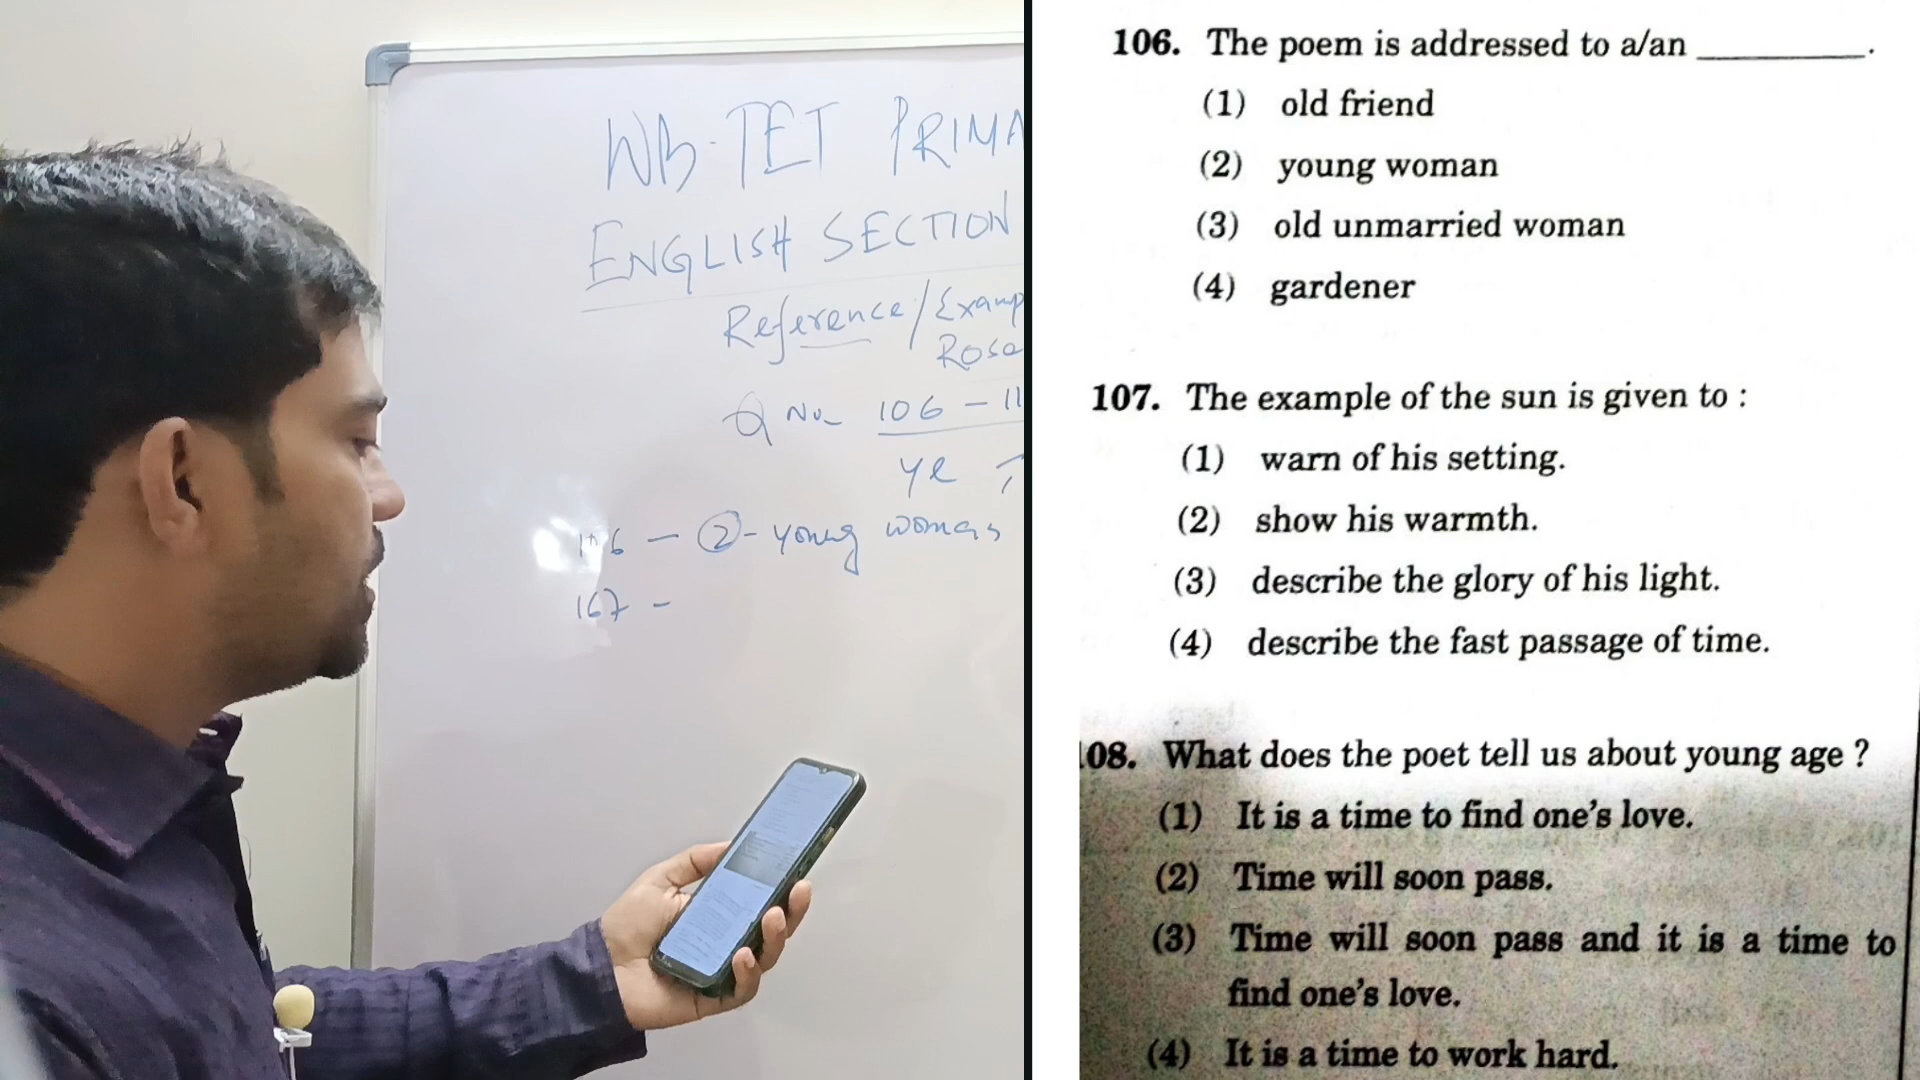 WB-TET PRIMA
ENGLISH SECTION
Reference/Examp
Rose
Q No 106 - 11
ye
106 - 2 - young woman
167 -
106. The poem is addressed to a/an ________.
(1) old friend
(2) young woman
(3) old unmarried woman
(4) gardener
107. The example of the sun is given to :
(1) warn of his setting.
(2) show his warmth.
(3) describe the glory of his light.
(4) describe the fast passage of time.
08. What does the poet tell us about young age ?
(1) It is a time to find one's love.
(2) Time will soon pass.
(3) Time will soon pass and it is a time to
find one's love.
(4) It is a time to work hard.